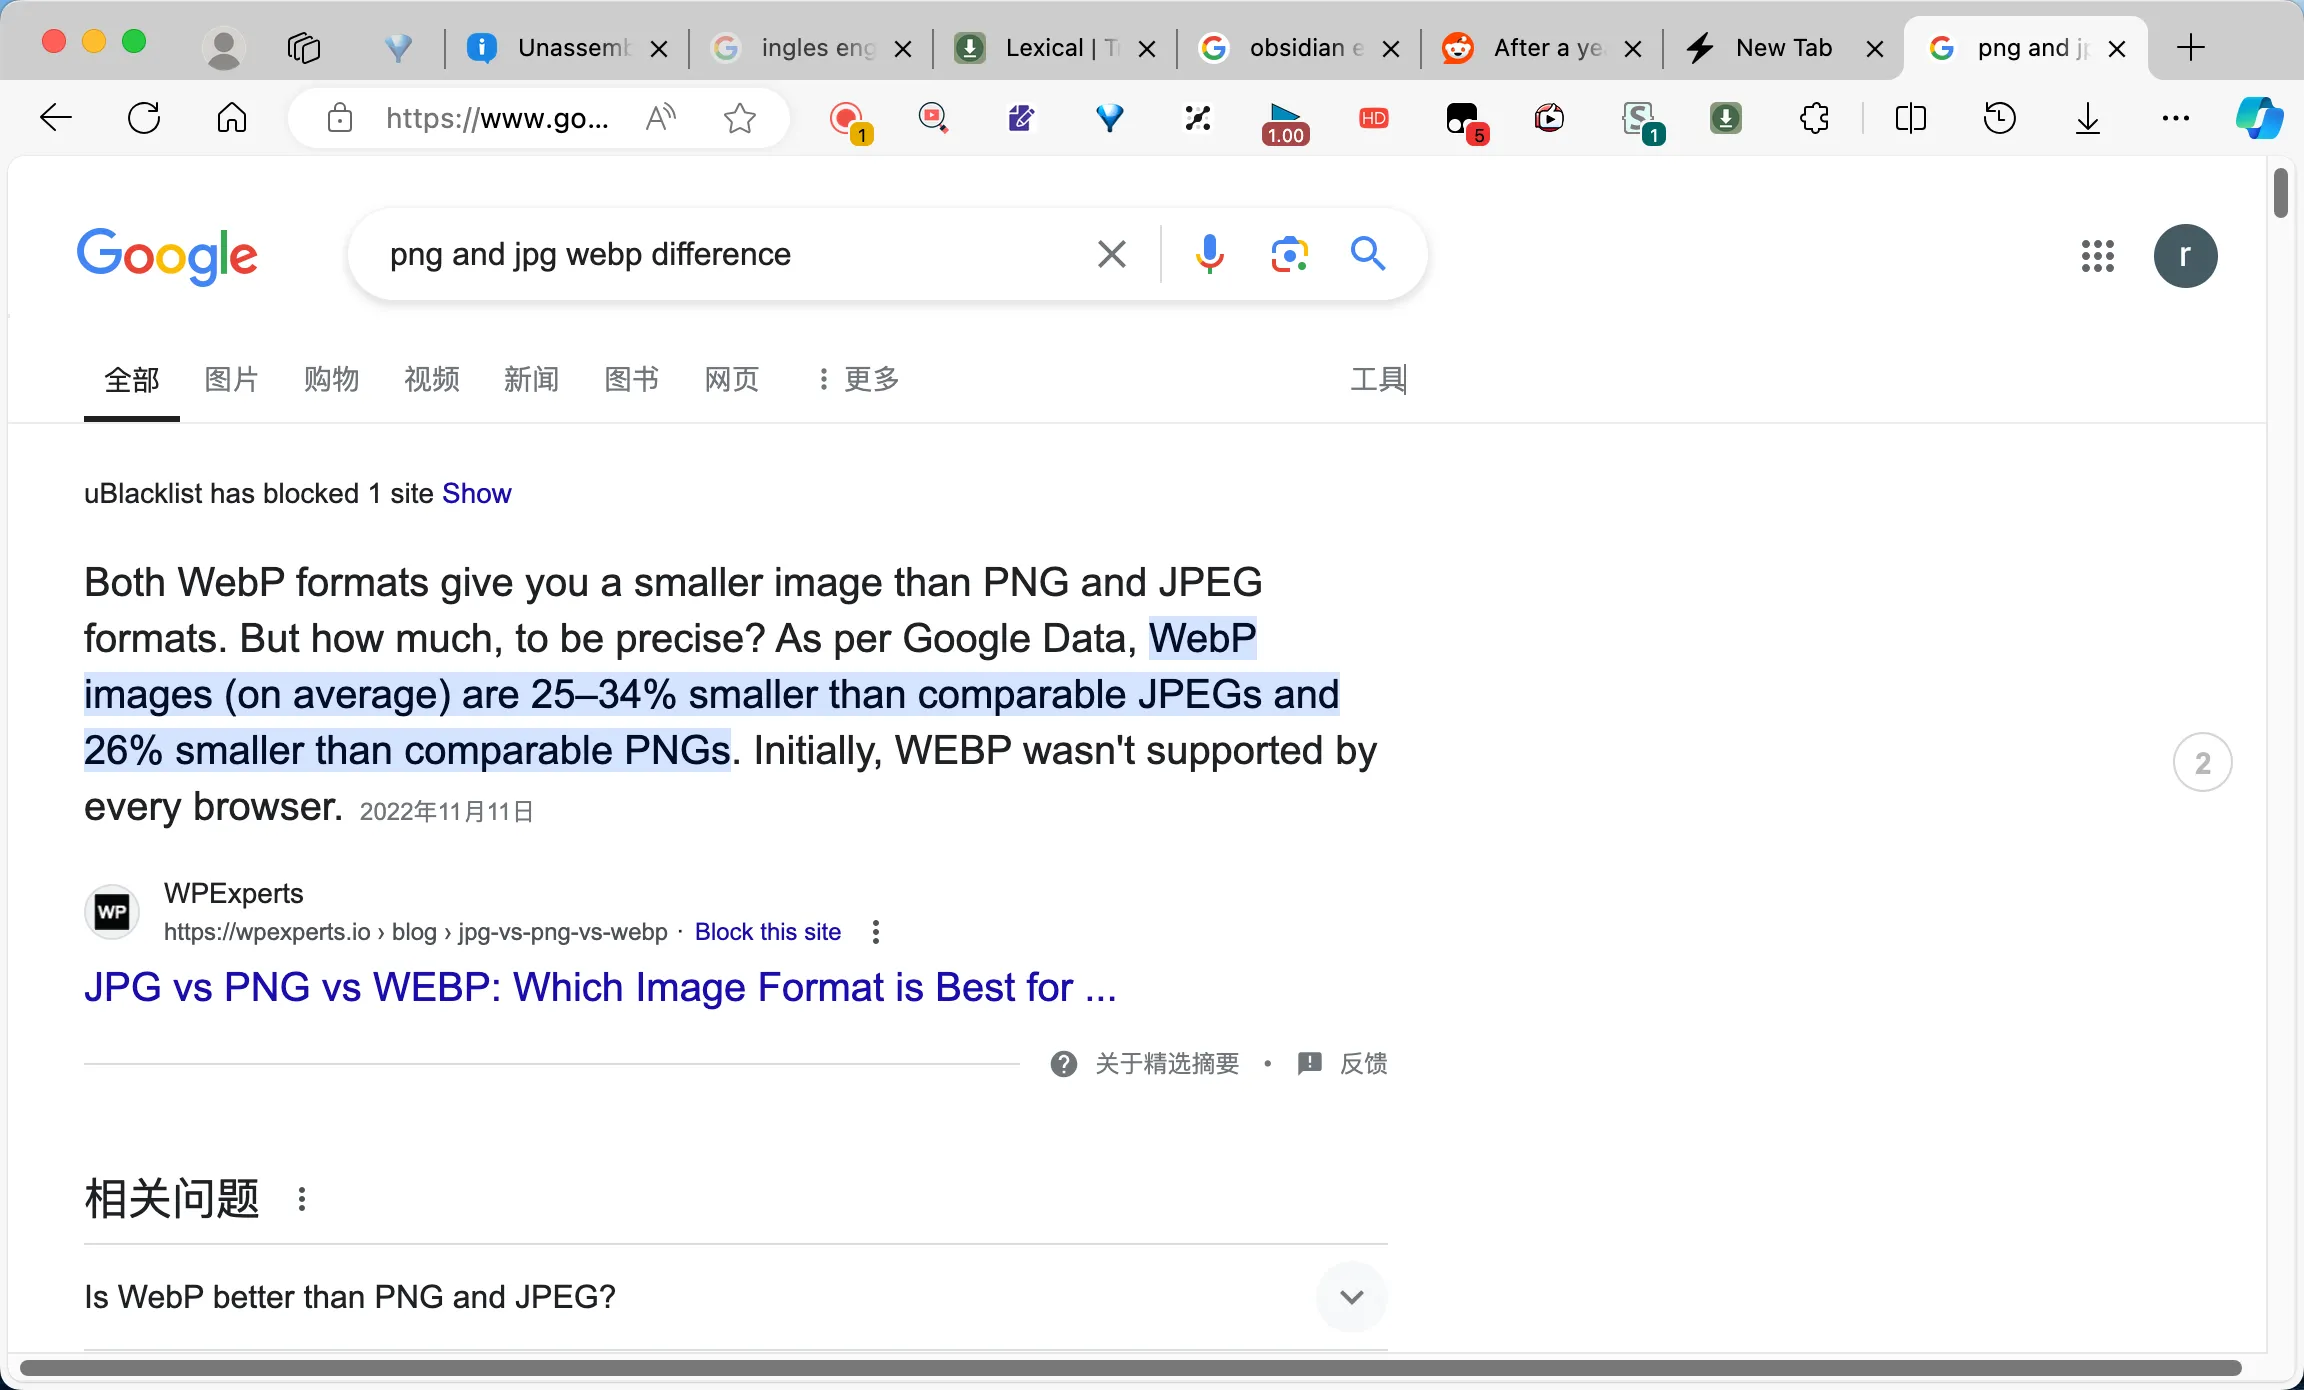 Unassemb
ingles eng
Lexical | T
obsidian e
After a ye
New Tab
png and jp
https://www.go...
1
1.00
HD
5
1
Google
png and jpg webp difference
r
全部 图片 购物 视频 新闻 图书 网页 更多 工具
uBlacklist has blocked 1 site Show
Both WebP formats give you a smaller image than PNG and JPEG
formats. But how much, to be precise? As per Google Data, WebP
images (on average) are 25–34% smaller than comparable JPEGs and
26% smaller than comparable PNGs. Initially, WEBP wasn't supported by
every browser. 2022年11月11日
2
WP
WPExperts
https://wpexperts.io › blog › jpg-vs-png-vs-webp · Block this site
JPG vs PNG vs WEBP: Which Image Format is Best for ...
关于精选摘要 • 反馈
相关问题
Is WebP better than PNG and JPEG?